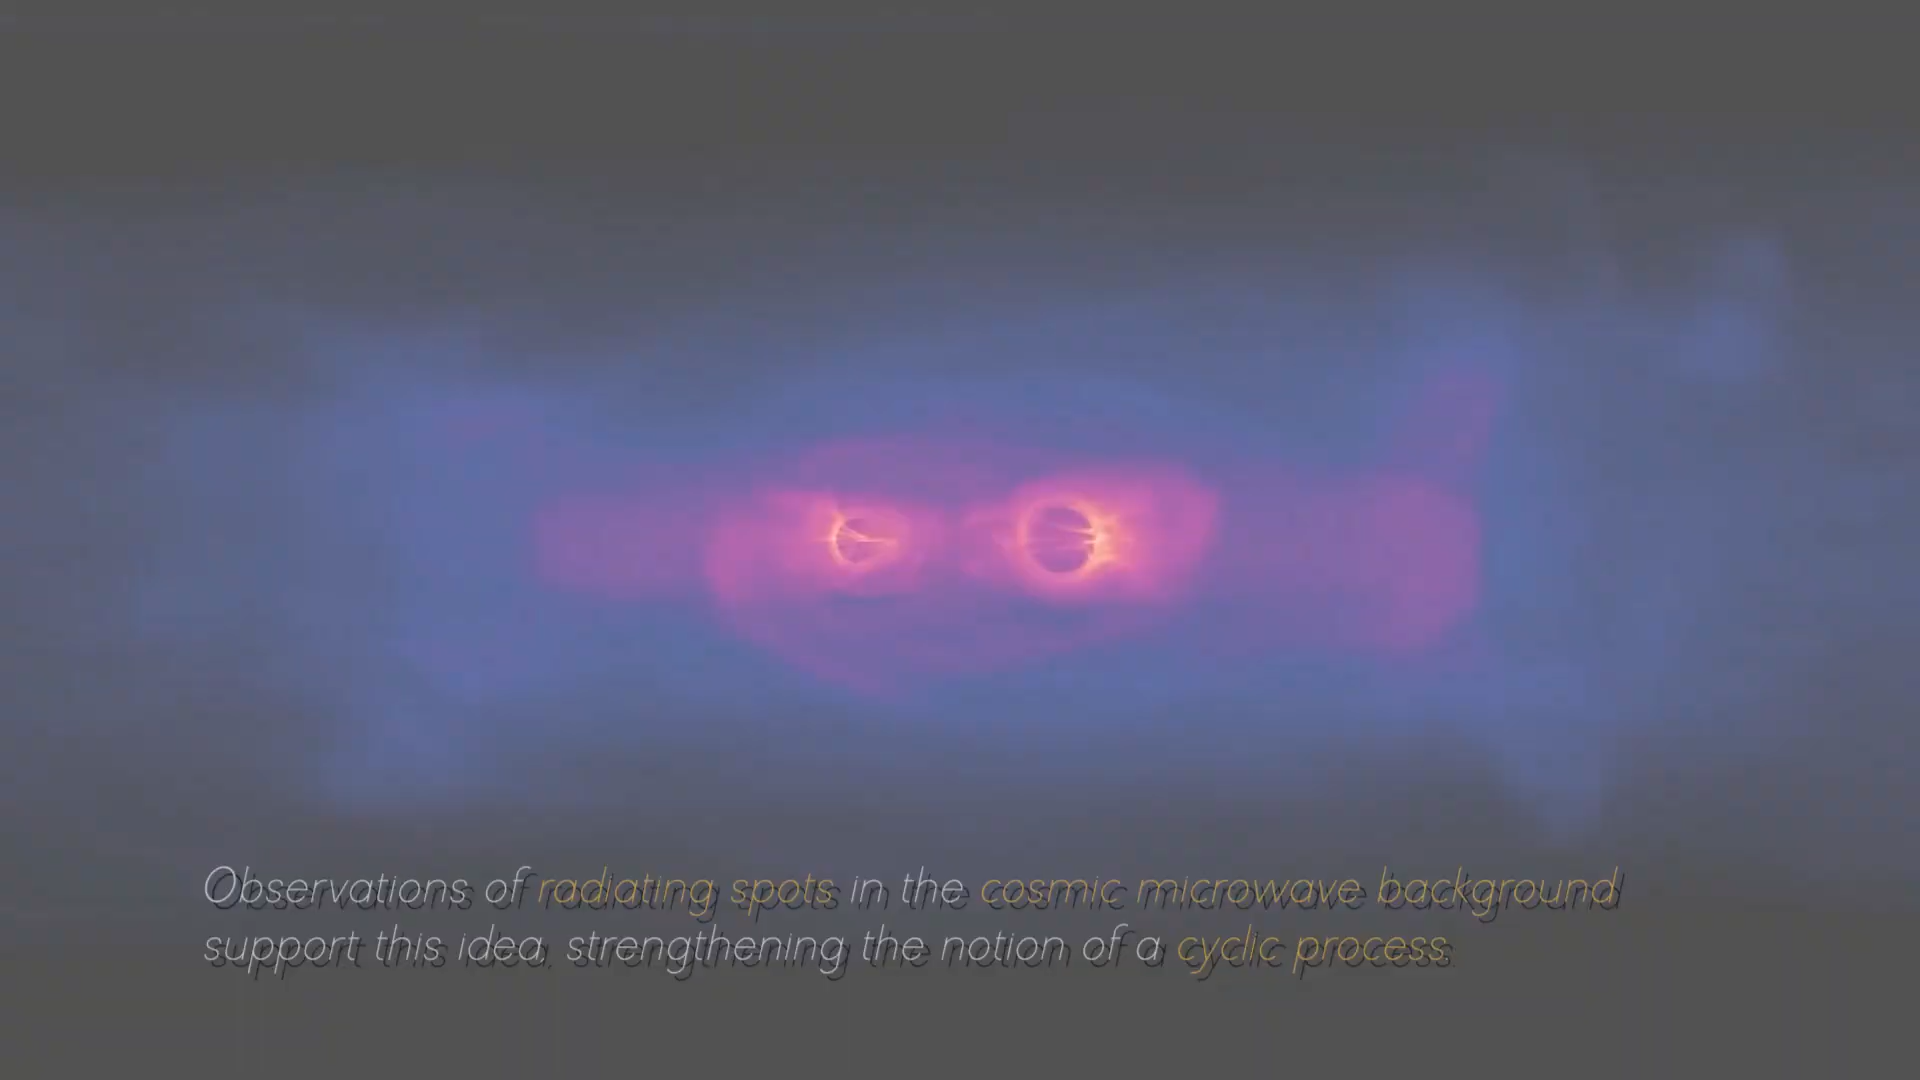 Observations of radiating spots in the cosmic microwave background
support this idea, strengthening the notion of a cyclic process.